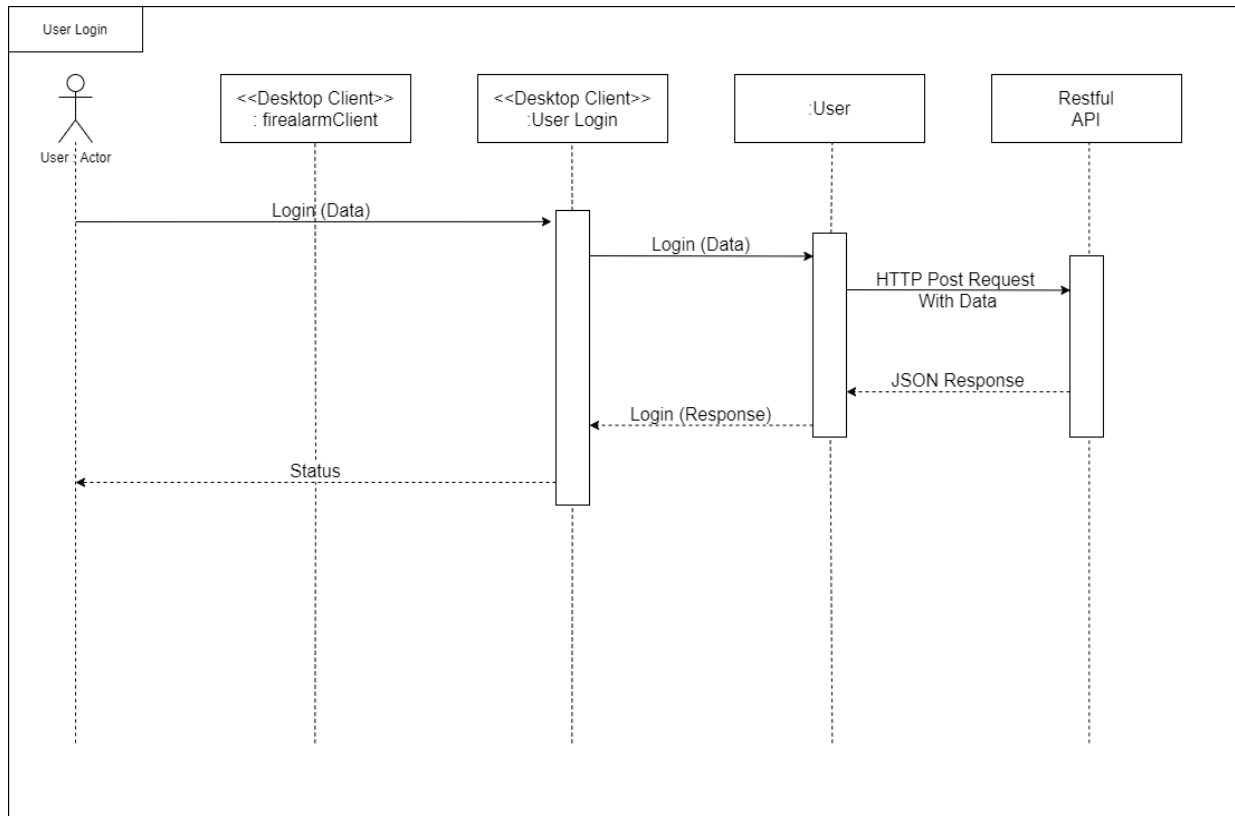 User Login
User : Actor
<<Desktop Client>>
: firealarmClient
<<Desktop Client>>
:User Login
:User
Restful
API
Login (Data)
Login (Data)
HTTP Post Request
With Data
JSON Response
Login (Response)
Status